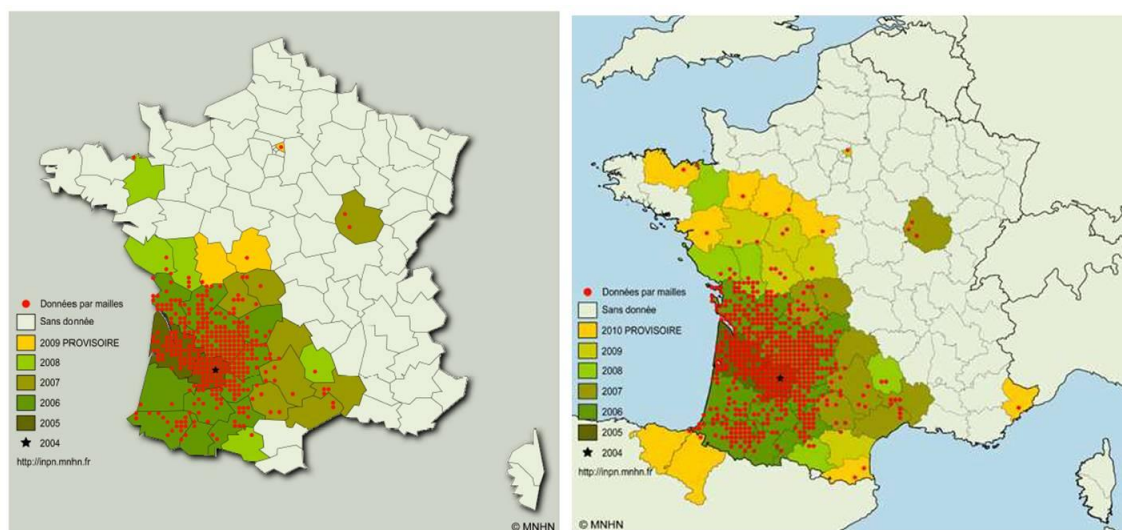 Données par mailles
Sans donnée
2009 PROVISOIRE
2008
2007
2006
2005
2004
http://inpn.mnhn.fr
© MNHN
Données par mailles
Sans donnée
2010 PROVISOIRE
2009
2008
2007
2006
2005
2004
http://inpn.mnhn.fr
© MNHN